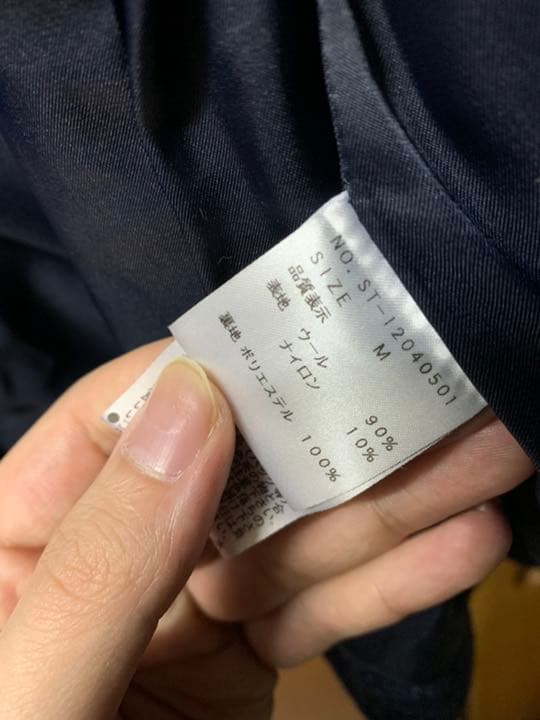 NO. ST-12040501
SIZE M
品質表示
表地 ウール 90%
ナイロン 10%
裏地 ポリエステル 100%